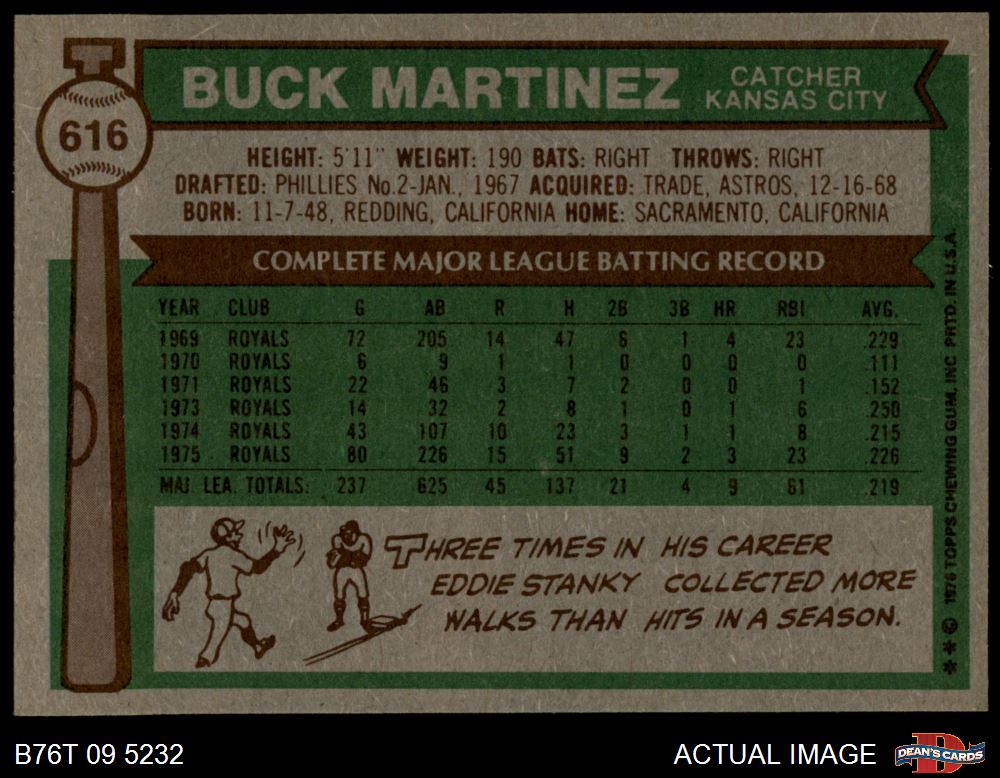 616
BUCK MARTINEZ
CATCHER
KANSAS CITY
HEIGHT: 5'11" WEIGHT: 190 BATS: RIGHT THROWS: RIGHT
DRAFTED: PHILLIES No.2-JAN., 1967 ACQUIRED: TRADE, ASTROS, 12-16-68
BORN: 11-7-48, REDDING, CALIFORNIA HOME: SACRAMENTO, CALIFORNIA
COMPLETE MAJOR LEAGUE BATTING RECORD
YEAR CLUB G AB R H 2B 3B HR RBI AVG.
1969 ROYALS 72 205 14 47 6 1 4 23 .229
1970 ROYALS 6 9 1 1 0 0 0 0 .111
1971 ROYALS 22 46 3 7 2 0 0 1 .152
1973 ROYALS 14 32 2 8 1 0 1 6 .250
1974 ROYALS 43 107 10 23 3 1 1 8 .215
1975 ROYALS 80 226 15 51 9 2 3 23 .226
MAJ. LEA. TOTALS: 237 625 45 137 21 4 9 61 .219
THREE TIMES IN HIS CAREER
EDDIE STANKY COLLECTED MORE
WALKS THAN HITS IN A SEASON.
** © 1976 TOPPS CHEWING GUM, INC PRTD. IN U.S.A.
B76T 09 5232
ACTUAL IMAGE
D
DEAN'S CARDS